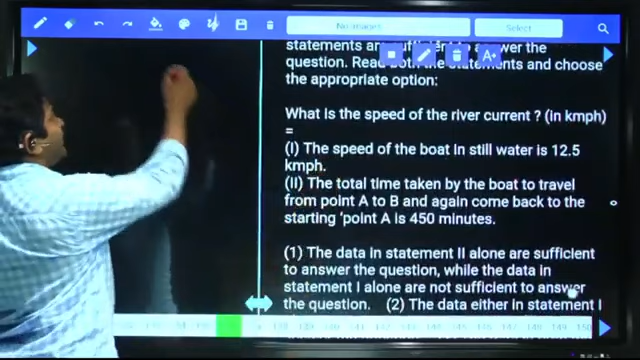 No images
Select
statements are sufficient to answer the
question. Read both the statements and choose
the appropriate option:
What is the speed of the river current ? (in kmph)
=
(I) The speed of the boat in still water is 12.5
kmph.
(II) The total time taken by the boat to travel
from point A to B and again come back to the
starting 'point A is 450 minutes.
(1) The data in statement II alone are sufficient
to answer the question, while the data in
statement I alone are not sufficient to answer
the question. (2) The data either in statement I